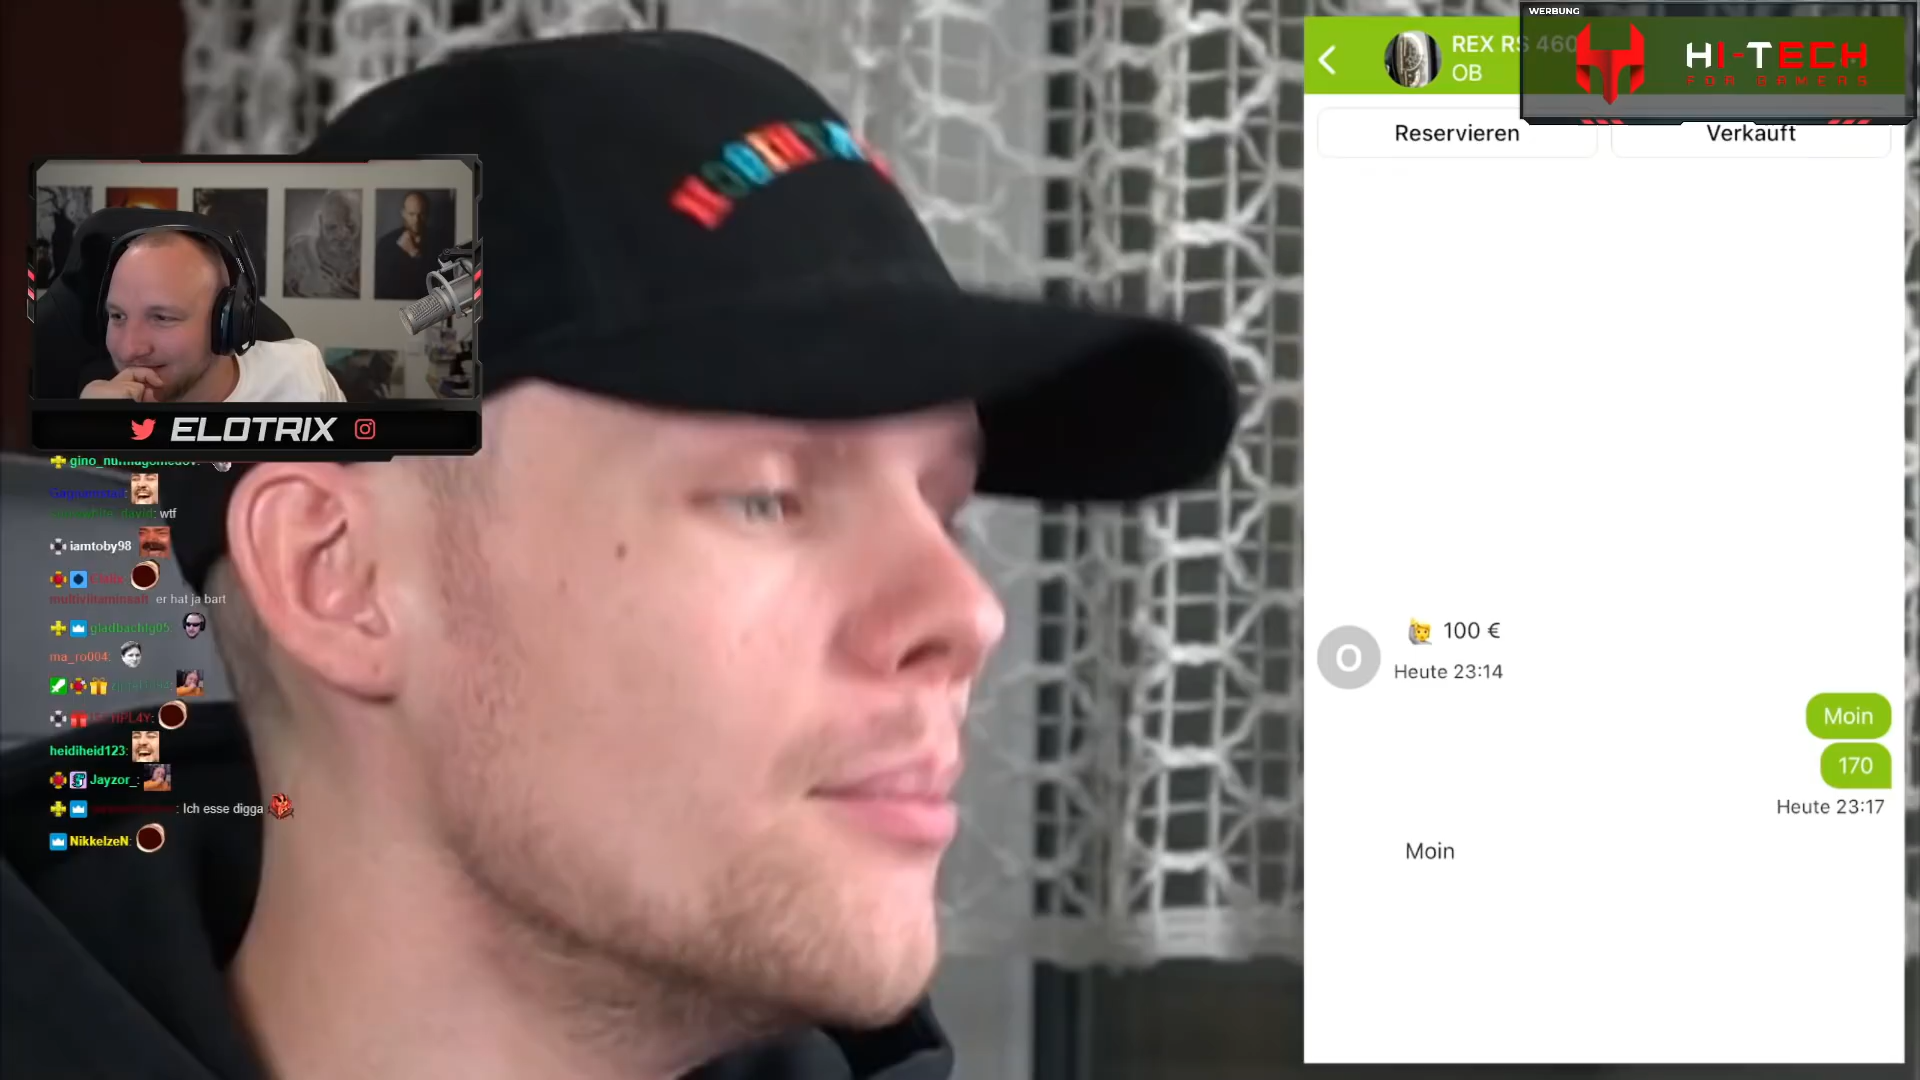 WERBUNG
HI-TECH
FOR GAMERS
REX RS 460
OB
Reservieren
Verkauft
ELOTRIX
wtf
iamtoby98
er hat ja bart
gladbachfg05:
ma_ro004:
heidiheid123:
Jayzor_:
: Ich esse digga
NikkelzeN:
O
100 €
Heute 23:14
Moin
170
Heute 23:17
Moin